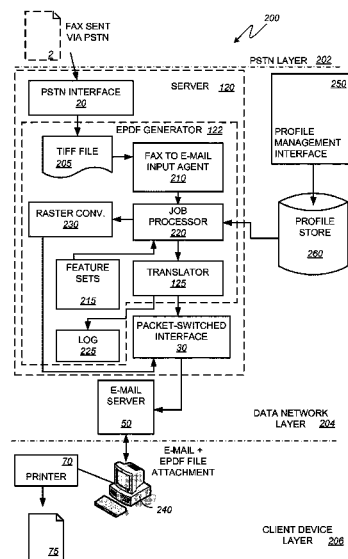 200
FAX SENT
VIA PSTN
2
PSTN LAYER 202
SERVER 120
PSTN INTERFACE
20
250
PROFILE
MANAGEMENT
INTERFACE
EPDF GENERATOR 122
TIFF FILE
205
FAX TO E-MAIL
INPUT AGENT
210
RASTER CONV.
230
JOB
PROCESSOR
220
PROFILE
STORE
260
FEATURE
SETS
215
TRANSLATOR
125
LOG
225
PACKET-SWITCHED
INTERFACE
30
E-MAIL
SERVER
50
DATA NETWORK
LAYER 204
E-MAIL +
EPDF FILE
ATTACHMENT
PRINTER
70
240
75
CLIENT DEVICE
LAYER 206